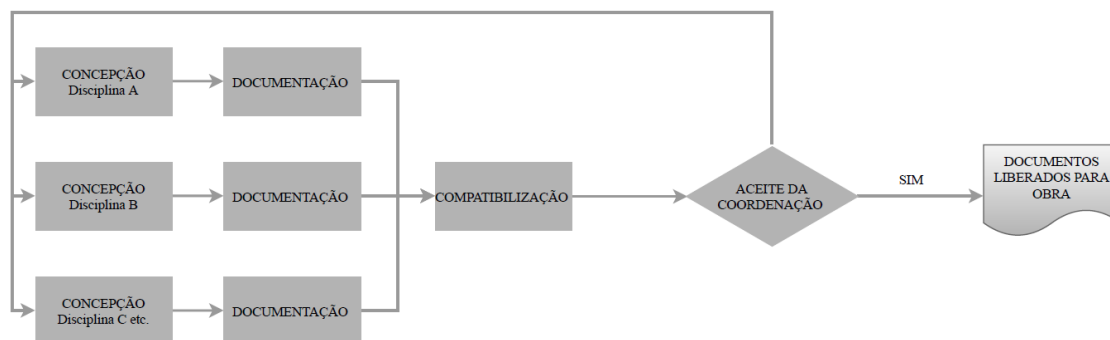 CONCEPÇÃO
Disciplina A
DOCUMENTAÇÃO
CONCEPÇÃO
Disciplina B
DOCUMENTAÇÃO
CONCEPÇÃO
Disciplina C etc.
DOCUMENTAÇÃO
COMPATIBILIZAÇÃO
ACEITE DA
COORDENAÇÃO
SIM
DOCUMENTOS
LIBERADOS PARA
OBRA